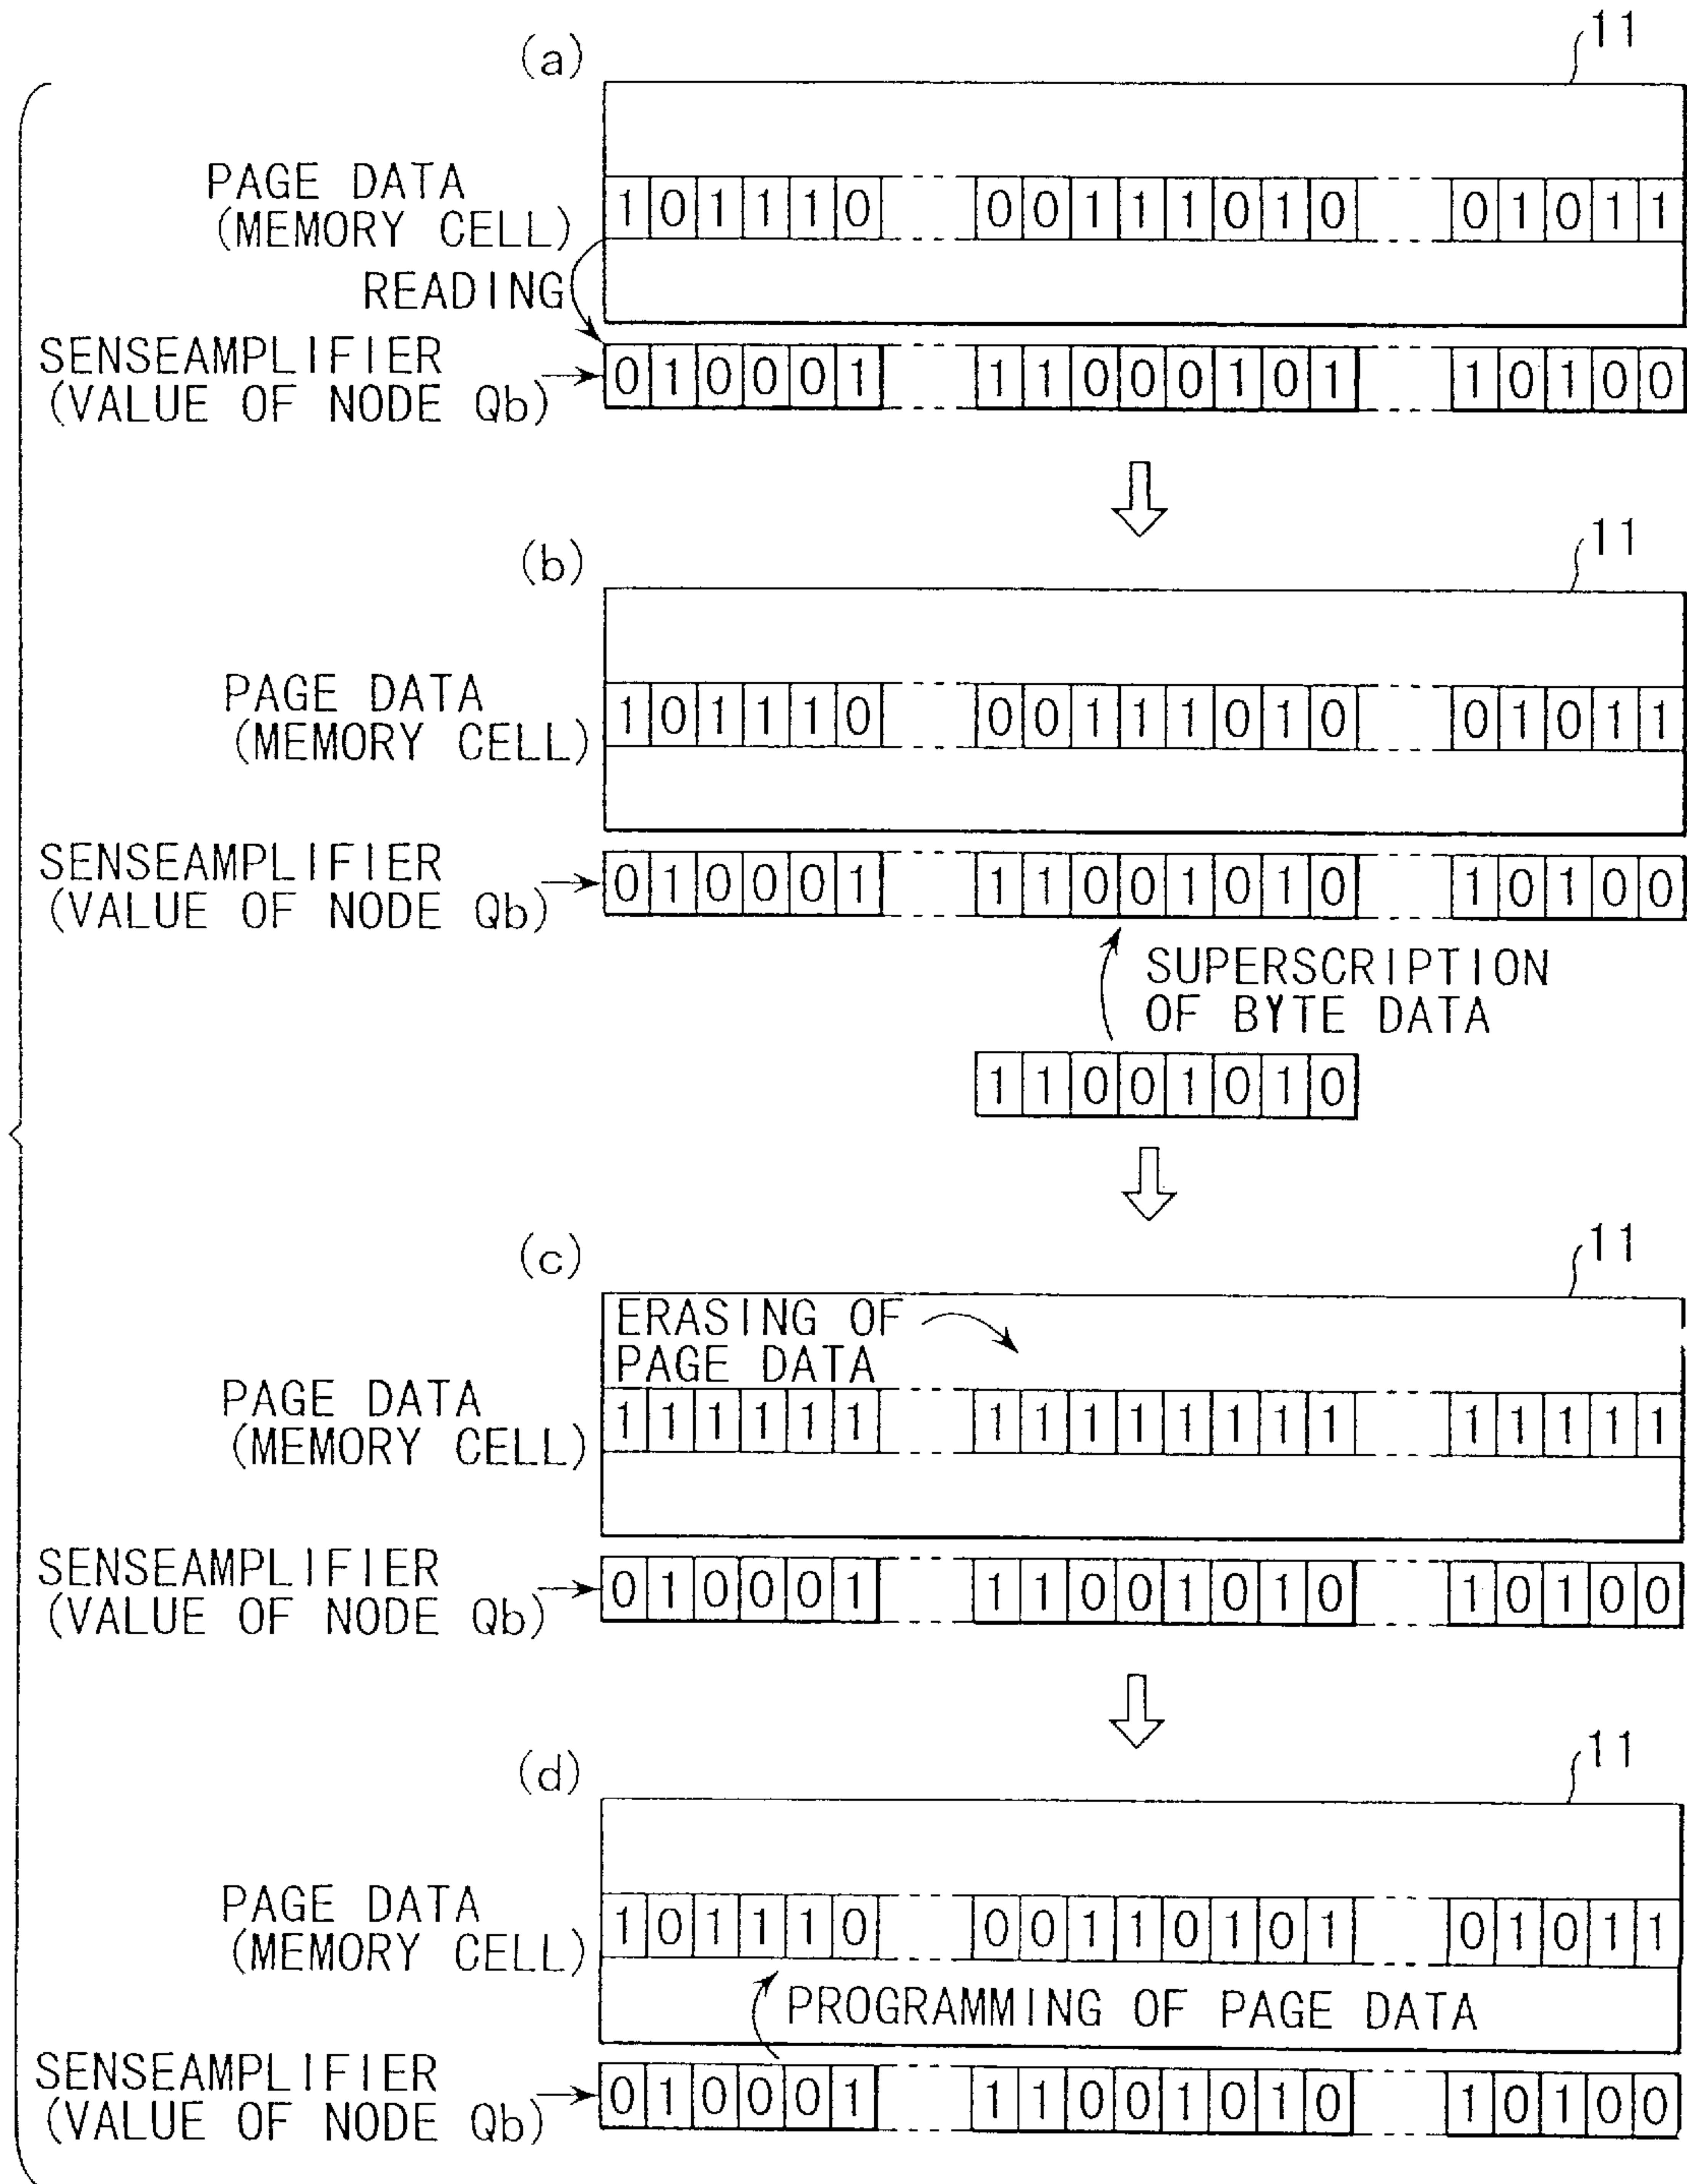 (a)
11
PAGE DATA
(MEMORY CELL)
1 0 1 1 1 0 0 0 1 1 1 0 1 0 0 1 0 1 1
READING
SENSEAMPLIFIER
(VALUE OF NODE Qb)
0 1 0 0 0 1 1 1 0 0 0 1 0 1 1 0 1 0 0
(b)
11
PAGE DATA
(MEMORY CELL)
1 0 1 1 1 0 0 0 1 1 1 0 1 0 0 1 0 1 1
SENSEAMPLIFIER
(VALUE OF NODE Qb)
0 1 0 0 0 1 1 1 0 0 1 0 1 0 1 0 1 0 0
SUPERSCRIPTION
OF BYTE DATA
1 1 0 0 1 0 1 0
(c)
11
ERASING OF
PAGE DATA
PAGE DATA
(MEMORY CELL)
1 1 1 1 1 1 1 1 1 1 1 1 1 1 1 1 1 1 1
SENSEAMPLIFIER
(VALUE OF NODE Qb)
0 1 0 0 0 1 1 1 0 0 1 0 1 0 1 0 1 0 0
(d)
11
PAGE DATA
(MEMORY CELL)
1 0 1 1 1 0 0 0 1 1 0 1 0 1 0 1 0 1 1
PROGRAMMING OF PAGE DATA
SENSEAMPLIFIER
(VALUE OF NODE Qb)
0 1 0 0 0 1 1 1 0 0 1 0 1 0 1 0 1 0 0